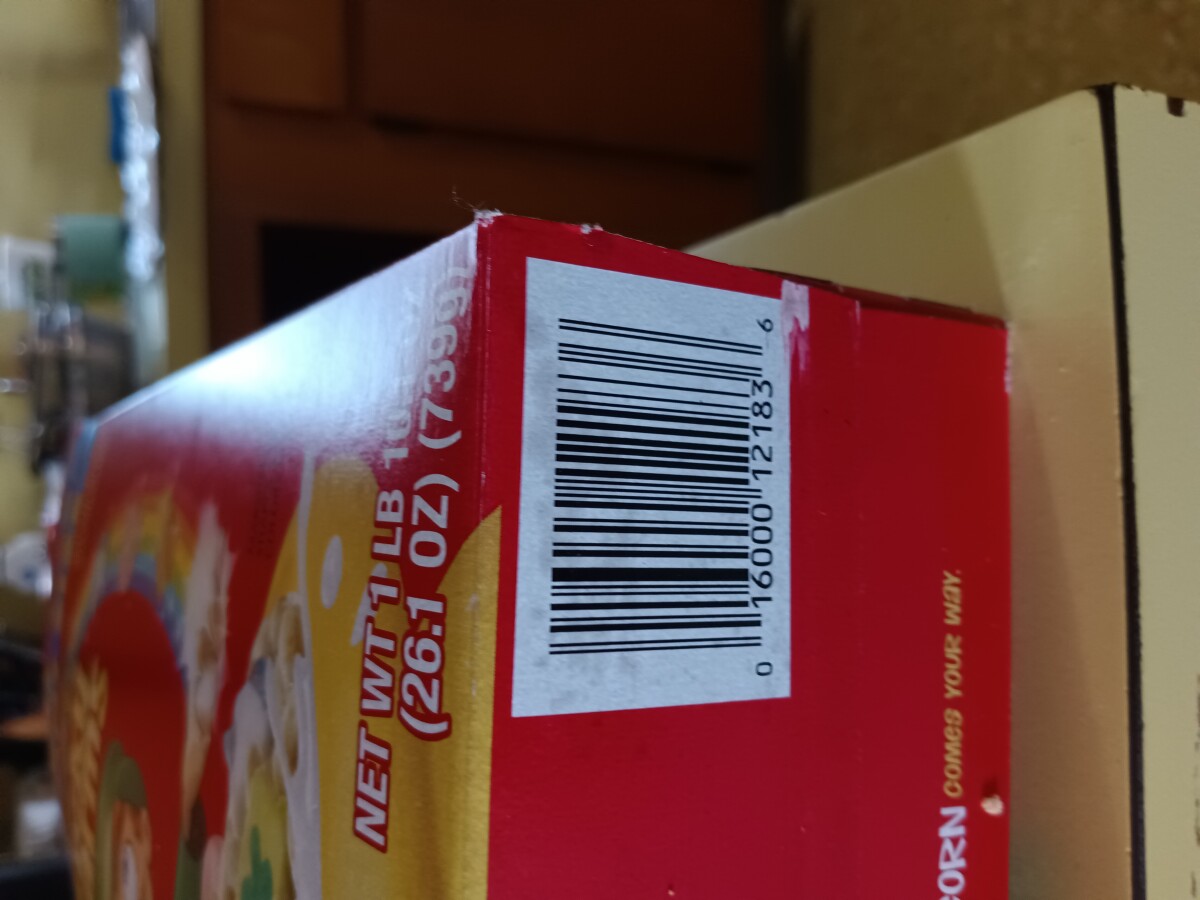 NET WT 1 LB 10
(26.1 OZ) (739g)
0 16000 12183 6
CORN COMES YOUR WAY.